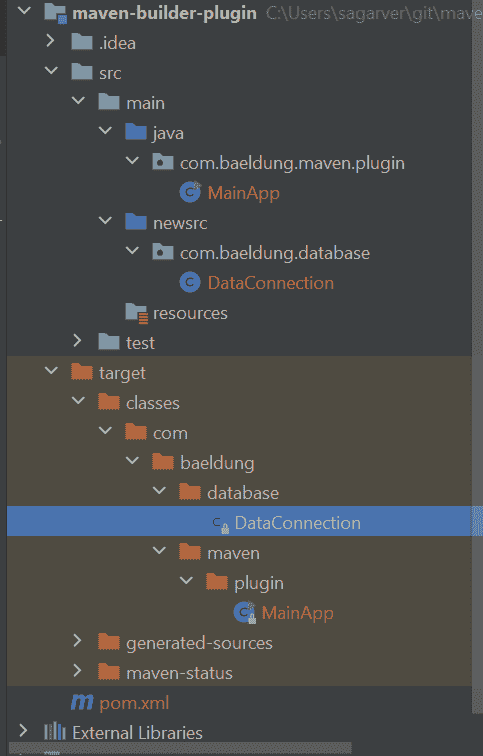 maven-builder-plugin C:\Users\sagarver\git\mave
.idea
src
main
java
com.baeldung.maven.plugin
C MainApp
newsrc
com.baeldung.database
C DataConnection
resources
test
target
classes
com
baeldung
database
C DataConnection
maven
plugin
C MainApp
generated-sources
maven-status
m pom.xml
External Libraries